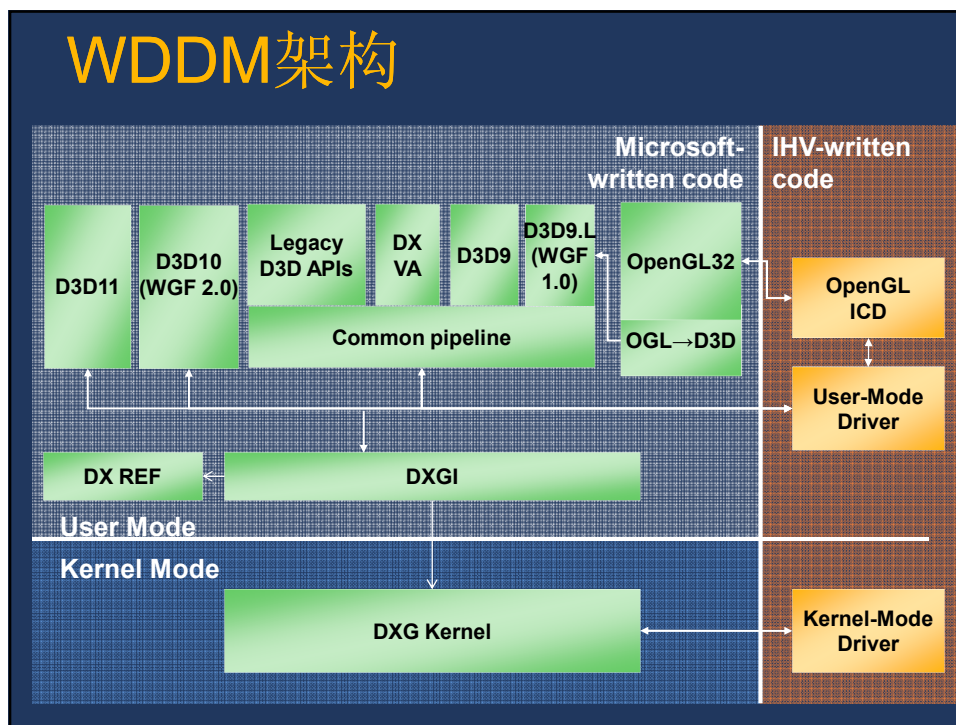 WDDM架构
Microsoft-
written code
IHV-written
code
D3D11
D3D10
(WGF 2.0)
Legacy
D3D APIs
DX
VA
D3D9
D3D9.L
(WGF
1.0)
OpenGL32
OpenGL
ICD
Common pipeline
OGL→D3D
User-Mode
Driver
DX REF
DXGI
User Mode
Kernel Mode
DXG Kernel
Kernel-Mode
Driver